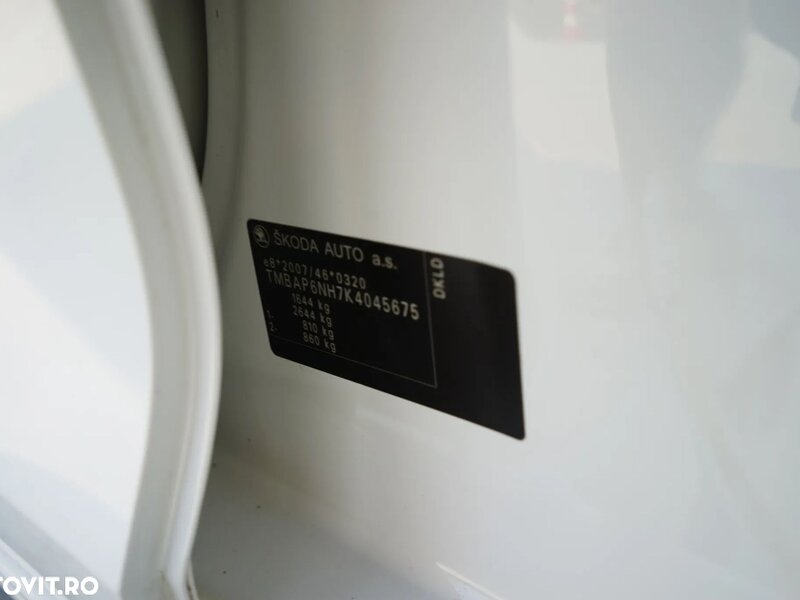 ŠKODA AUTO a.s.
e8*2007/46*0320
TMBAP6NH7K4045675
1644 kg
2644 kg
1- 810 kg
2- 860 kg
DKLD
TOVIT.RO